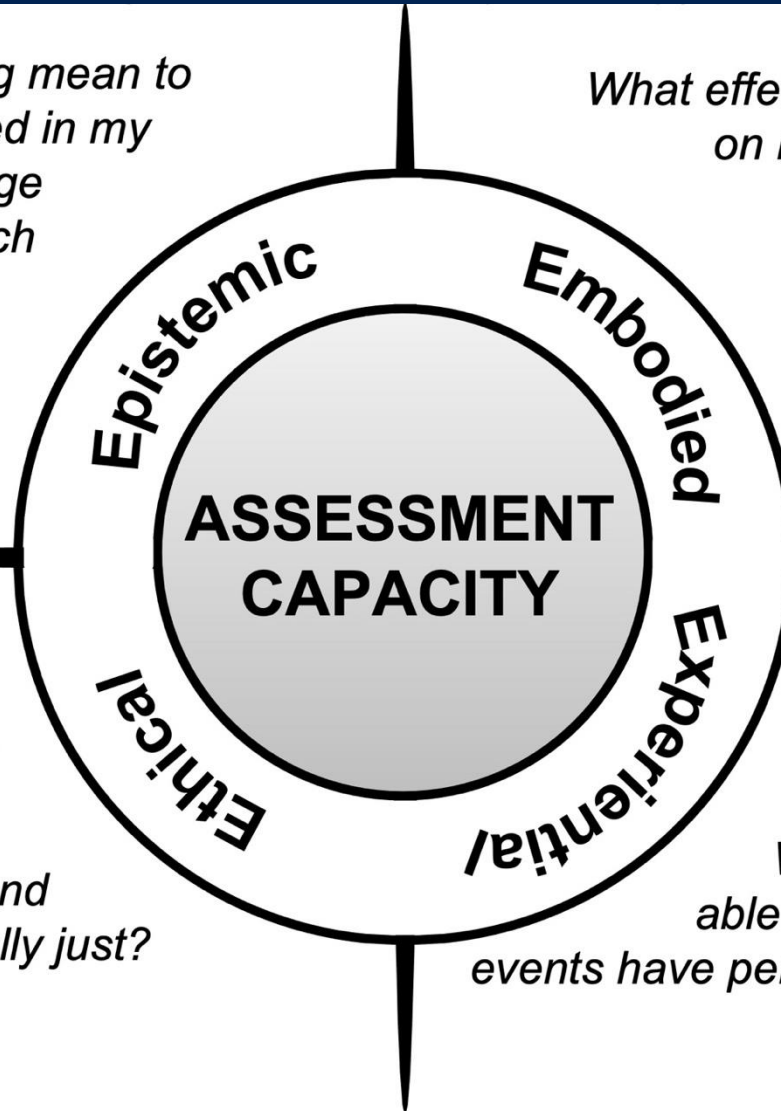 g mean to
ed in my
ge
ch
What effe
on
Epistemic
Embodied
ASSESSMENT
CAPACITY
Ethical
Experiential
nd
lly just?
able
events have pe